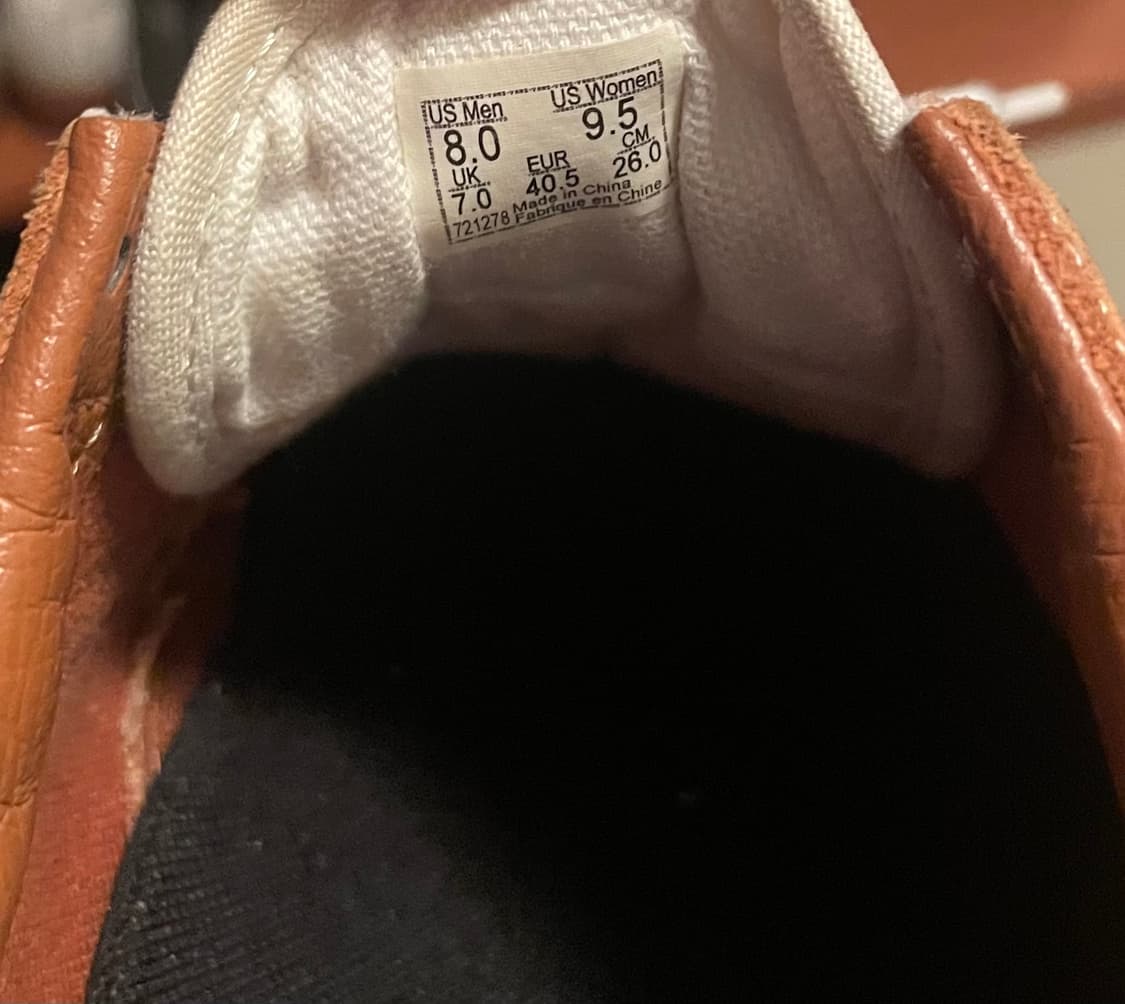 US Men US Women
8.0 9.5
UK EUR CM
7.0 40.5 26.0
Made in China
721278 Fabrique en Chine